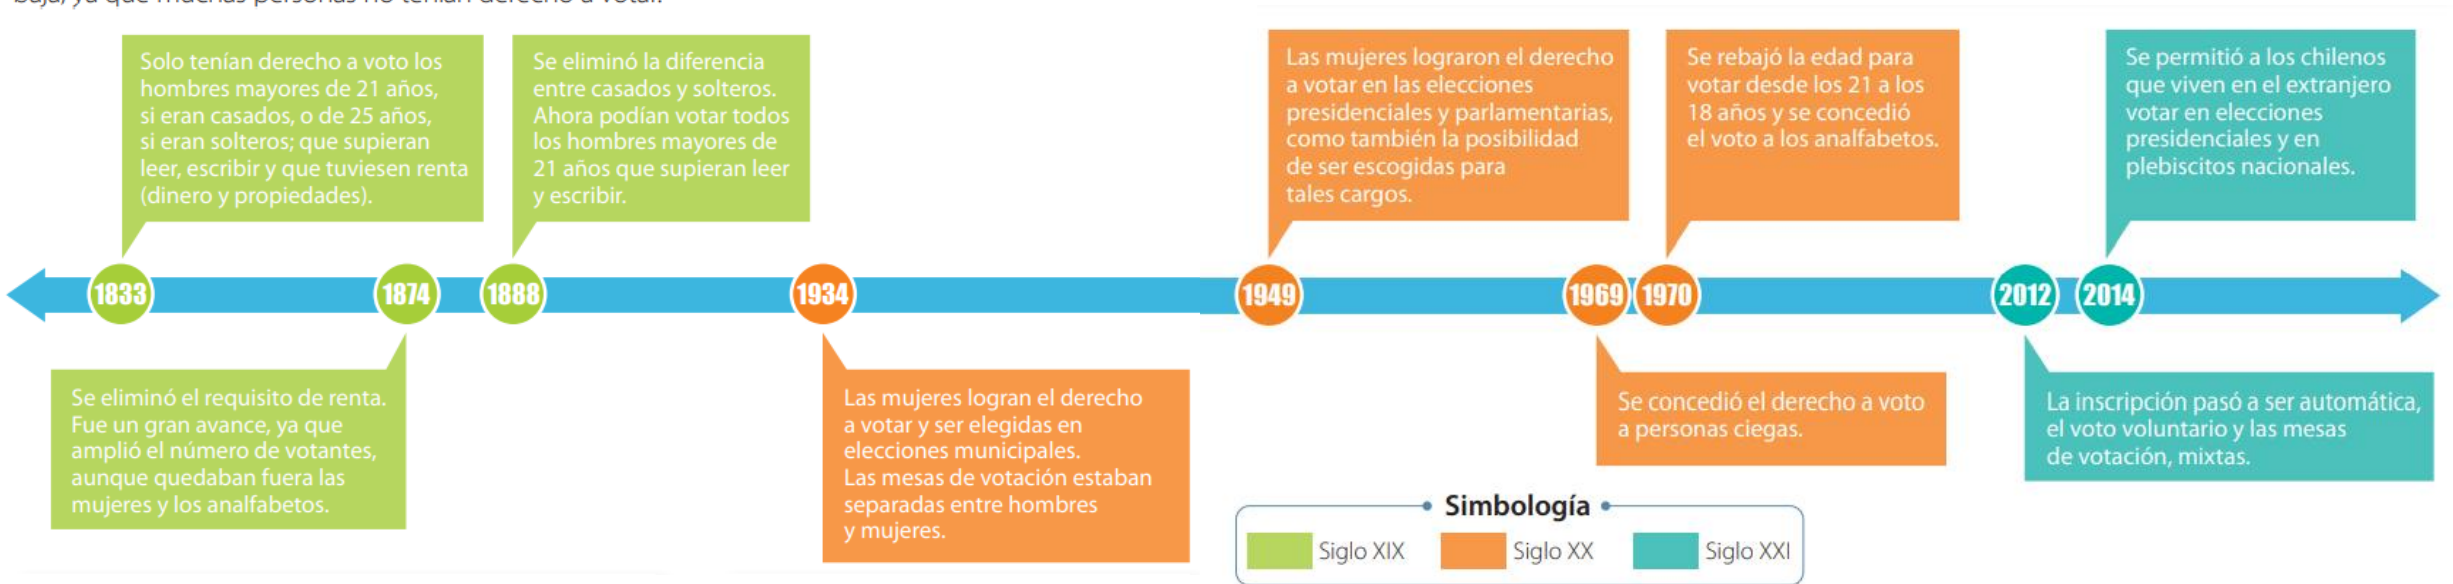 baja, ya que muchas personas no tenían derecho a votar.
Solo tenían derecho a voto los
hombres mayores de 21 años,
si eran casados, o de 25 años,
si eran solteros; que supieran
leer, escribir y que tuviesen renta
(dinero y propiedades).
Se eliminó la diferencia
entre casados y solteros.
Ahora podían votar todos
los hombres mayores de
21 años que supieran leer
y escribir.
Las mujeres lograron el derecho
a votar en las elecciones
presidenciales y parlamentarias,
como también la posibilidad
de ser escogidas para
tales cargos.
Se rebajó la edad para
votar desde los 21 a los
18 años y se concedió
el voto a los analfabetos.
Se permitió a los chilenos
que viven en el extranjero
votar en elecciones
presidenciales y en
plebiscitos nacionales.
1833
1874
1888
1934
1949
1969
1970
2012
2014
Se eliminó el requisito de renta.
Fue un gran avance, ya que
amplió el número de votantes,
aunque quedaban fuera las
mujeres y los analfabetos.
Las mujeres logran el derecho
a votar y ser elegidas en
elecciones municipales.
Las mesas de votación estaban
separadas entre hombres
y mujeres.
Se concedió el derecho a voto
a personas ciegas.
La inscripción pasó a ser automática,
el voto voluntario y las mesas
de votación, mixtas.
Simbología
Siglo XIX
Siglo XX
Siglo XXI